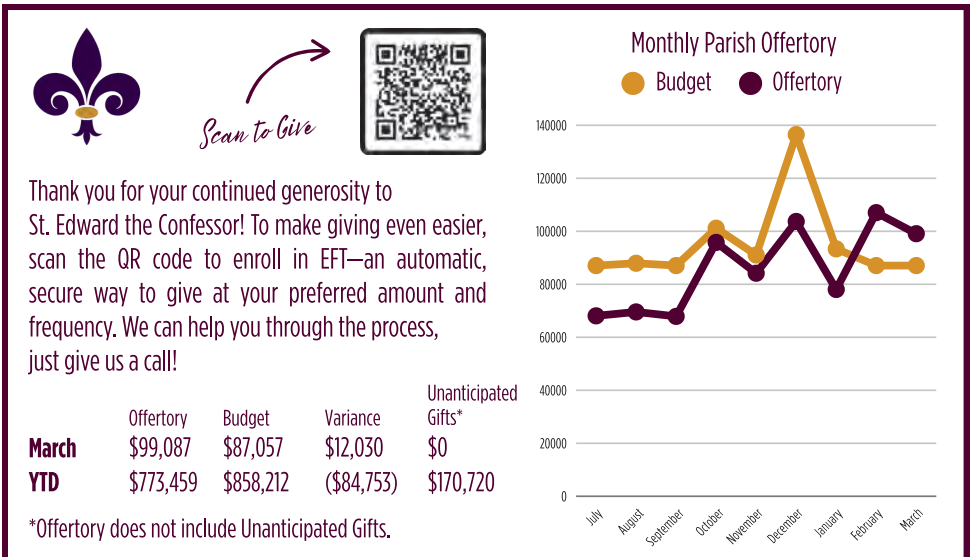 Scan to Give
Thank you for your continued generosity to
St. Edward the Confessor! To make giving even easier,
scan the QR code to enroll in EFT—an automatic,
secure way to give at your preferred amount and
frequency. We can help you through the process,
just give us a call!
Offertory Budget Variance Unanticipated Gifts*
March $99,087 $87,057 $12,030 $0
YTD $773,459 $858,212 ($84,753) $170,720
*Offertory does not include Unanticipated Gifts.
Monthly Parish Offertory
Budget Offertory
140000
120000
100000
80000
60000
40000
20000
0
July August September October November December January February March